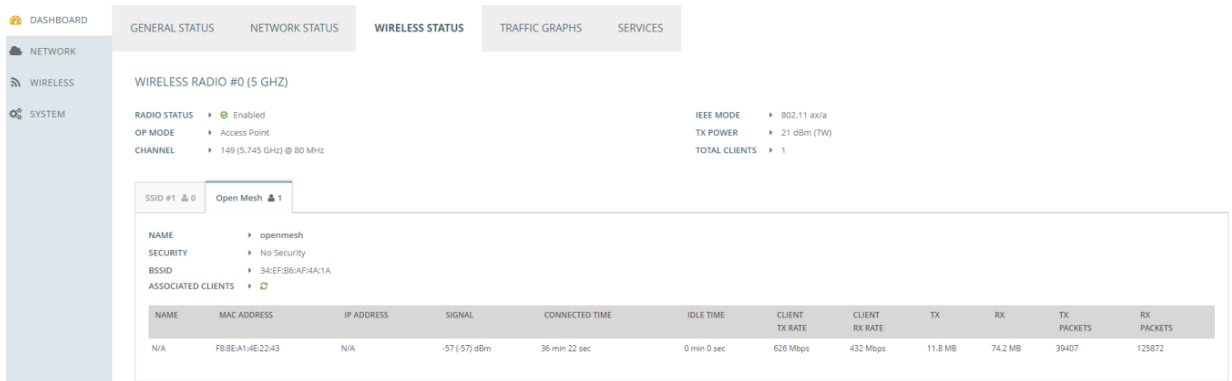 DASHBOARD
NETWORK
WIRELESS
SYSTEM
GENERAL STATUS NETWORK STATUS WIRELESS STATUS TRAFFIC GRAPHS SERVICES
WIRELESS RADIO #0 (5 GHZ)
RADIO STATUS Enabled IEEE MODE 802.11 ax/a
OP MODE Access Point TX POWER 21 dBm (TW)
CHANNEL 149 (5.745 GHz) @ 80 MHz TOTAL CLIENTS 1
SSID #1 0 Open Mesh 1
NAME openmesh
SECURITY No Security
BSSID 34:EF:B6:AF:4A:1A
ASSOCIATED CLIENTS
NAME MAC ADDRESS IP ADDRESS SIGNAL CONNECTED TIME IDLE TIME CLIENT TX RATE CLIENT RX RATE TX RX TX PACKETS RX PACKETS
N/A F8:8E:A1:4E:22:43 N/A -57 (-57) dBm 36 min 22 sec 0 min 0 sec 626 Mbps 432 Mbps 11.8 MB 74.2 MB 39407 125872